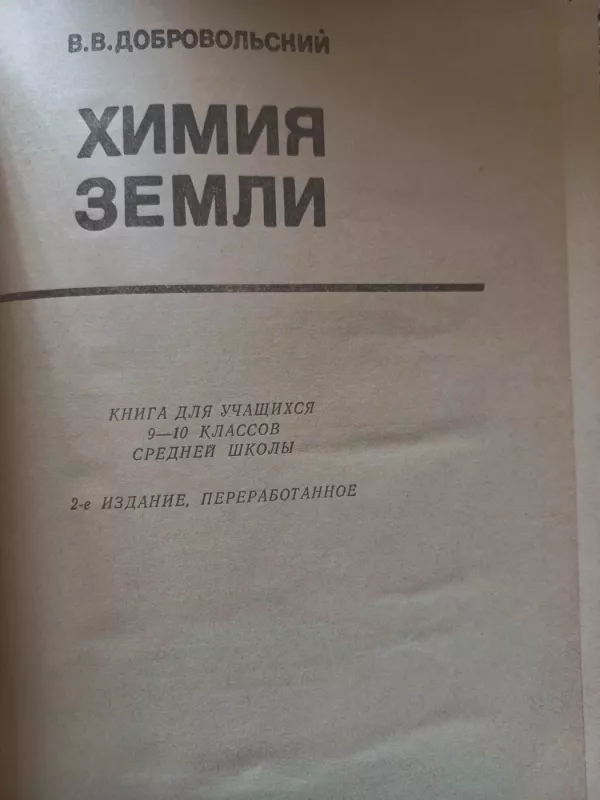 В. В. ДОБРОВОЛЬСКИЙ
ХИМИЯ
ЗЕМЛИ
КНИГА ДЛЯ УЧАЩИХСЯ
9—10 КЛАССОВ
СРЕДНЕЙ ШКОЛЫ
2-е ИЗДАНИЕ, ПЕРЕРАБОТАННОЕ